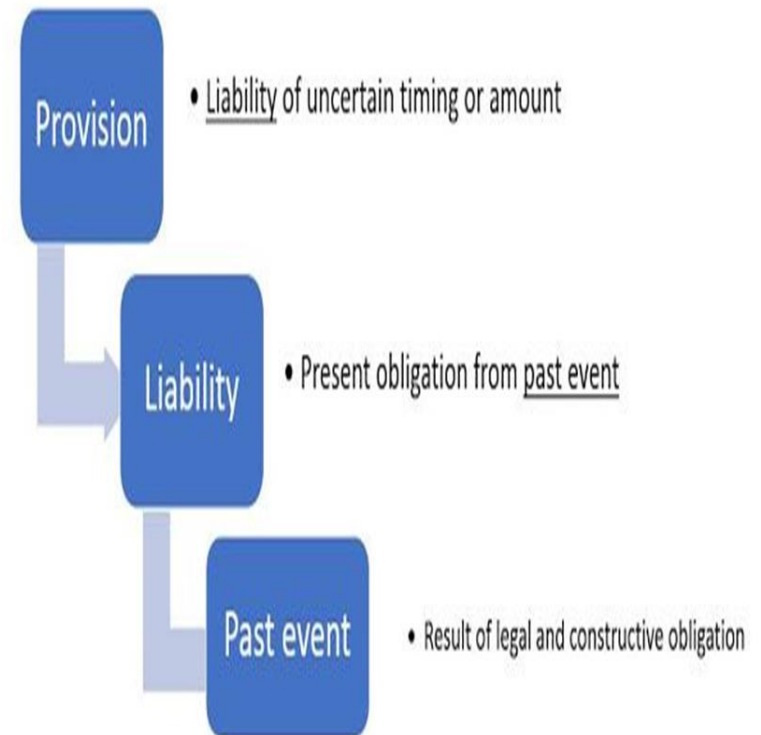 Provision
• Liability of uncertain timing or amount
Liability
• Present obligation from past event
Past event
• Result of legal and constructive obligation